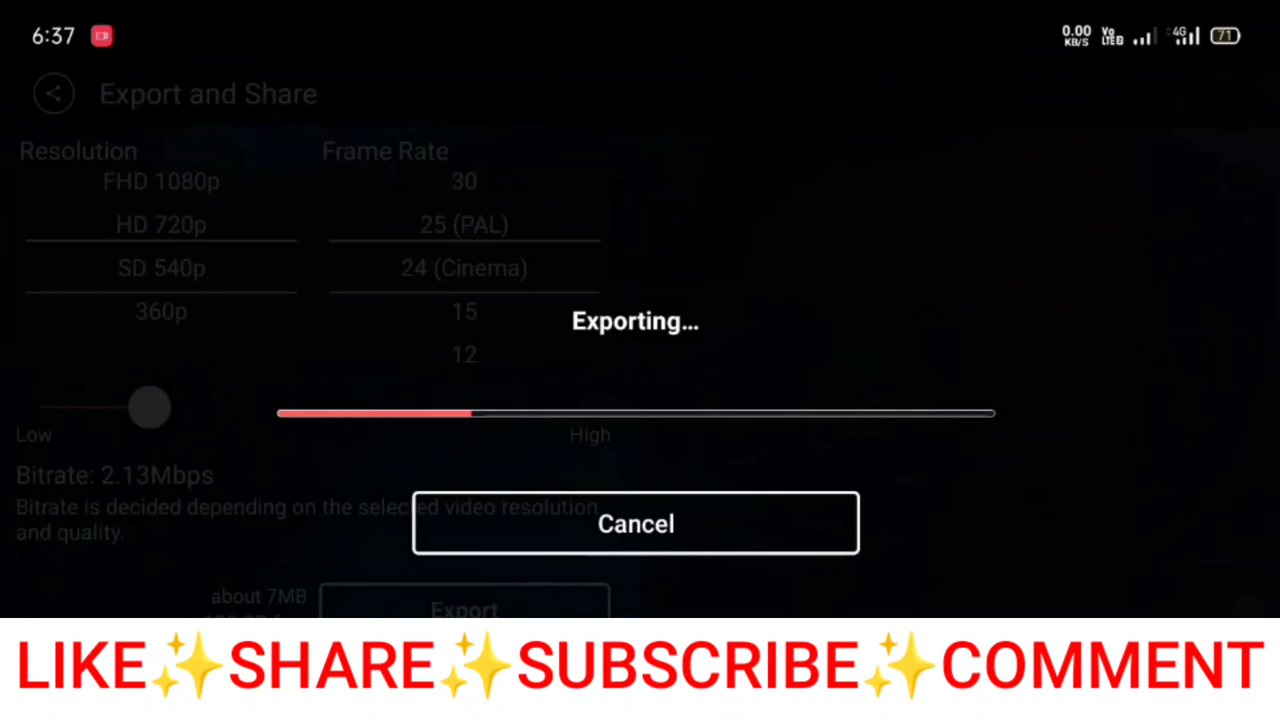 6:37
0.00 KB/S Vo LTE2 4G 71
Export and Share
Resolution Frame Rate
FHD 1080p 30
HD 720p 25 (PAL)
SD 540p 24 (Cinema)
360p 15
12
Exporting...
Low High
Bitrate: 2.13Mbps
Bitrate is decided depending on the selected video resolution
and quality.
Cancel
about 7MB
Export
LIKE✨SHARE✨SUBSCRIBE✨COMMENT